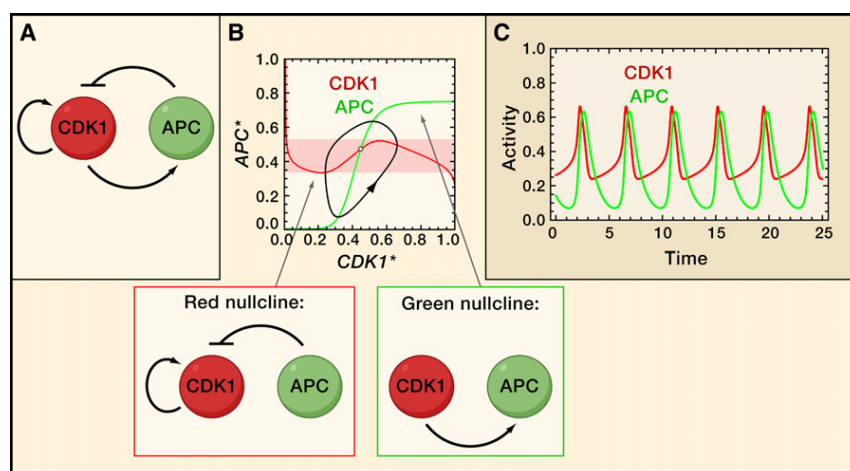 A
CDK1
APC
B
1.0
0.8
0.6
0.4
0.2
0.0
APC*
CDK1
APC
0.0 0.2 0.4 0.6 0.8 1.0
CDK1*
C
1.0
0.8
0.6
0.4
0.2
0.0
Activity
CDK1
APC
0 5 10 15 20 25
Time
Red nullcline:
CDK1 APC
Green nullcline:
CDK1 APC